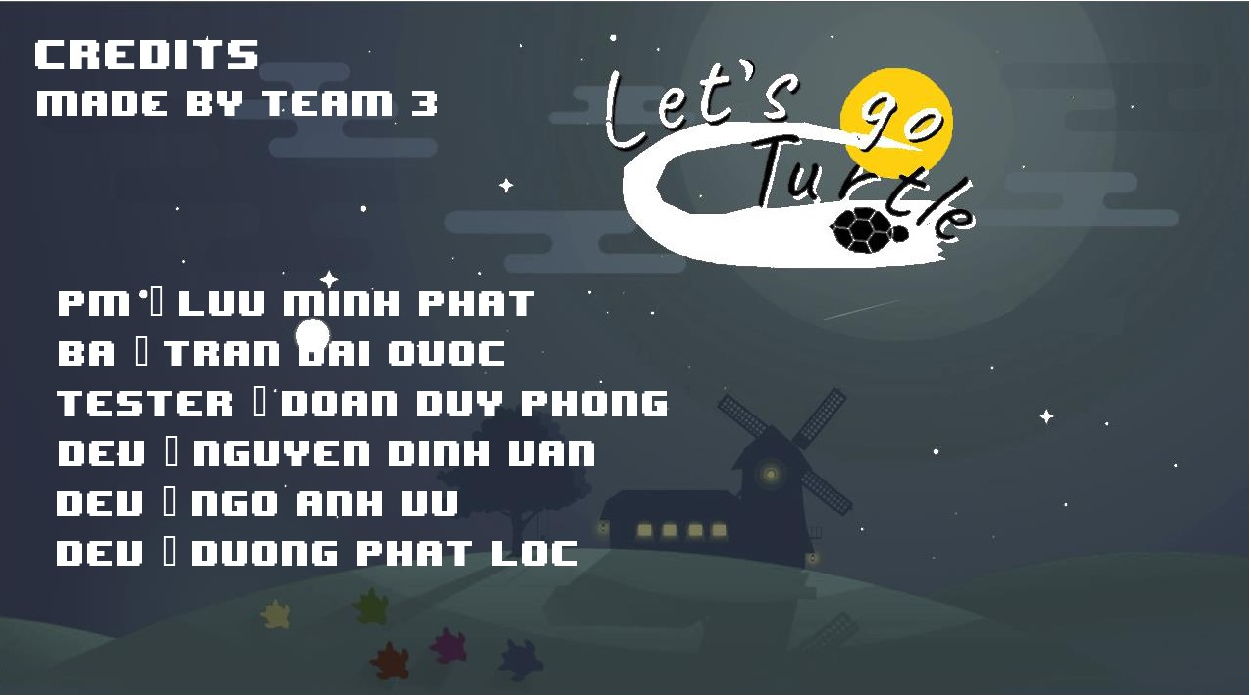 CREDITS
MADE BY TEAM 3
Let's go
Turtle
PM LUU MINH PHAT
BA TRAN DAI QUOC
TESTER DOAN DUY PHONG
DEV NGUYEN DINH VAN
DEV NGO ANH VU
DEV DUONG PHAT LOC